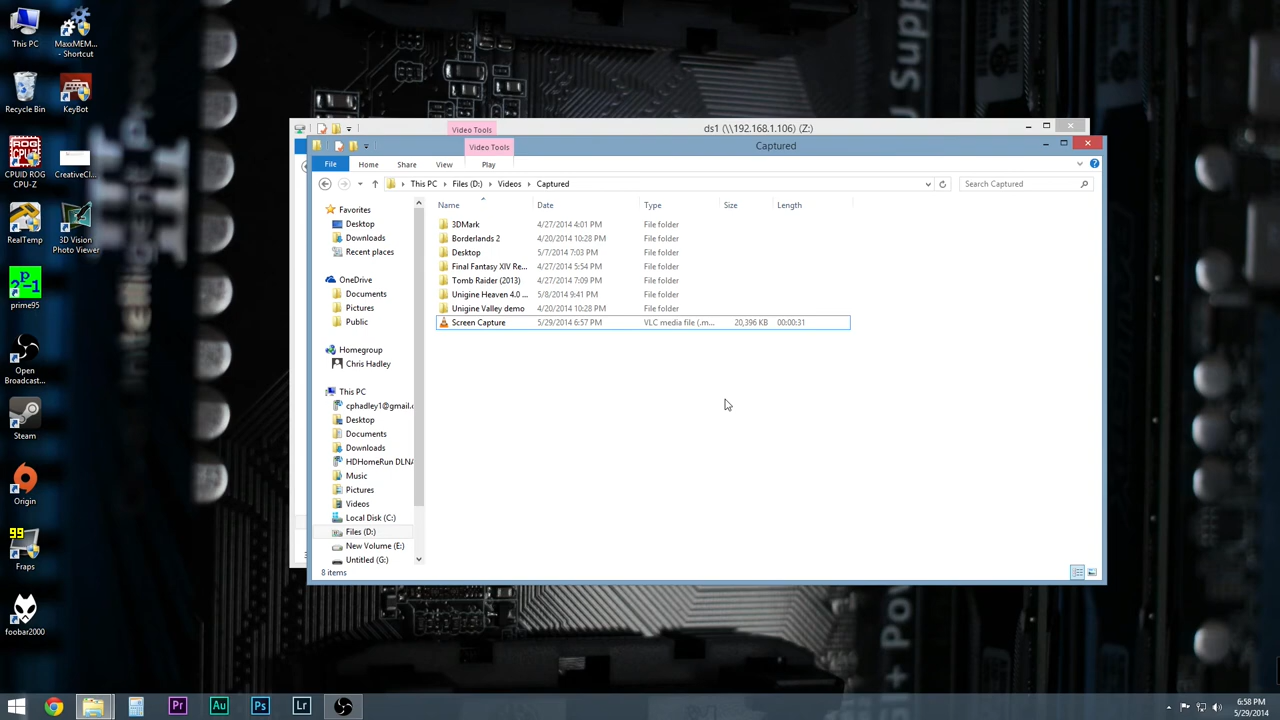 This PC
MaxxMEM...
- Shortcut
Recycle Bin
KeyBot
CPUID ROG
CPU-Z
CreativeCl...
RealTemp
3D Vision
Photo Viewer
prime95
Open
Broadcast...
Steam
Origin
99
Fraps
foobar2000
Video Tools
ds1 (\\192.168.1.106) (Z:)
Video Tools
Captured
File
Home
Share
View
Play
This PC
Files (D:)
Videos
Captured
Search Captured
Name
Date
Type
Size
Length
3DMark 4/27/2014 4:01 PM File folder
Borderlands 2 4/20/2014 10:28 PM File folder
Desktop 5/7/2014 7:03 PM File folder
Final Fantasy XIV Re... 4/27/2014 5:54 PM File folder
Tomb Raider (2013) 4/27/2014 7:09 PM File folder
Unigine Heaven 4.0 ... 5/8/2014 9:41 PM File folder
Unigine Valley demo 4/20/2014 10:28 PM File folder
Screen Capture 5/29/2014 6:57 PM VLC media file (.m... 20,396 KB 00:00:31
Favorites
Desktop
Downloads
Recent places
OneDrive
Documents
Pictures
Public
Homegroup
Chris Hadley
This PC
cphadley1@gmail.c
Desktop
Documents
Downloads
HDHomeRun DLNA
Music
Pictures
Videos
Local Disk (C:)
Files (D:)
New Volume (E:)
Untitled (G:)
8 items
Supp
Pr
Au
Ps
Lr
6:58 PM
5/29/2014